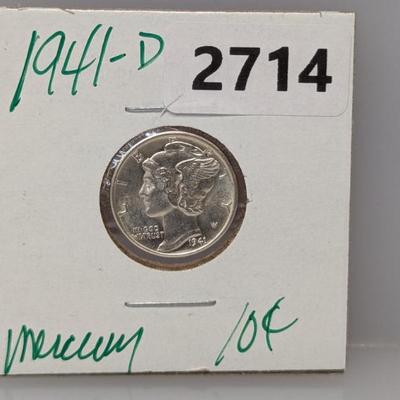 1941-D
2714
LIBERTY
IN GOD
WE TRUST
1941
Mercury 10¢